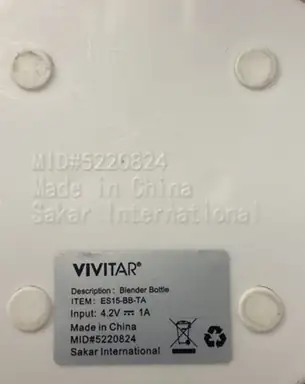 MID#5220824
Made in China
Sakar International
VIVITAR®
Description: Blender Bottle
ITEM: ES15-BB-TA
Input: 4.2V⎓ 1A
Made in China
MID#5220824
Sakar International